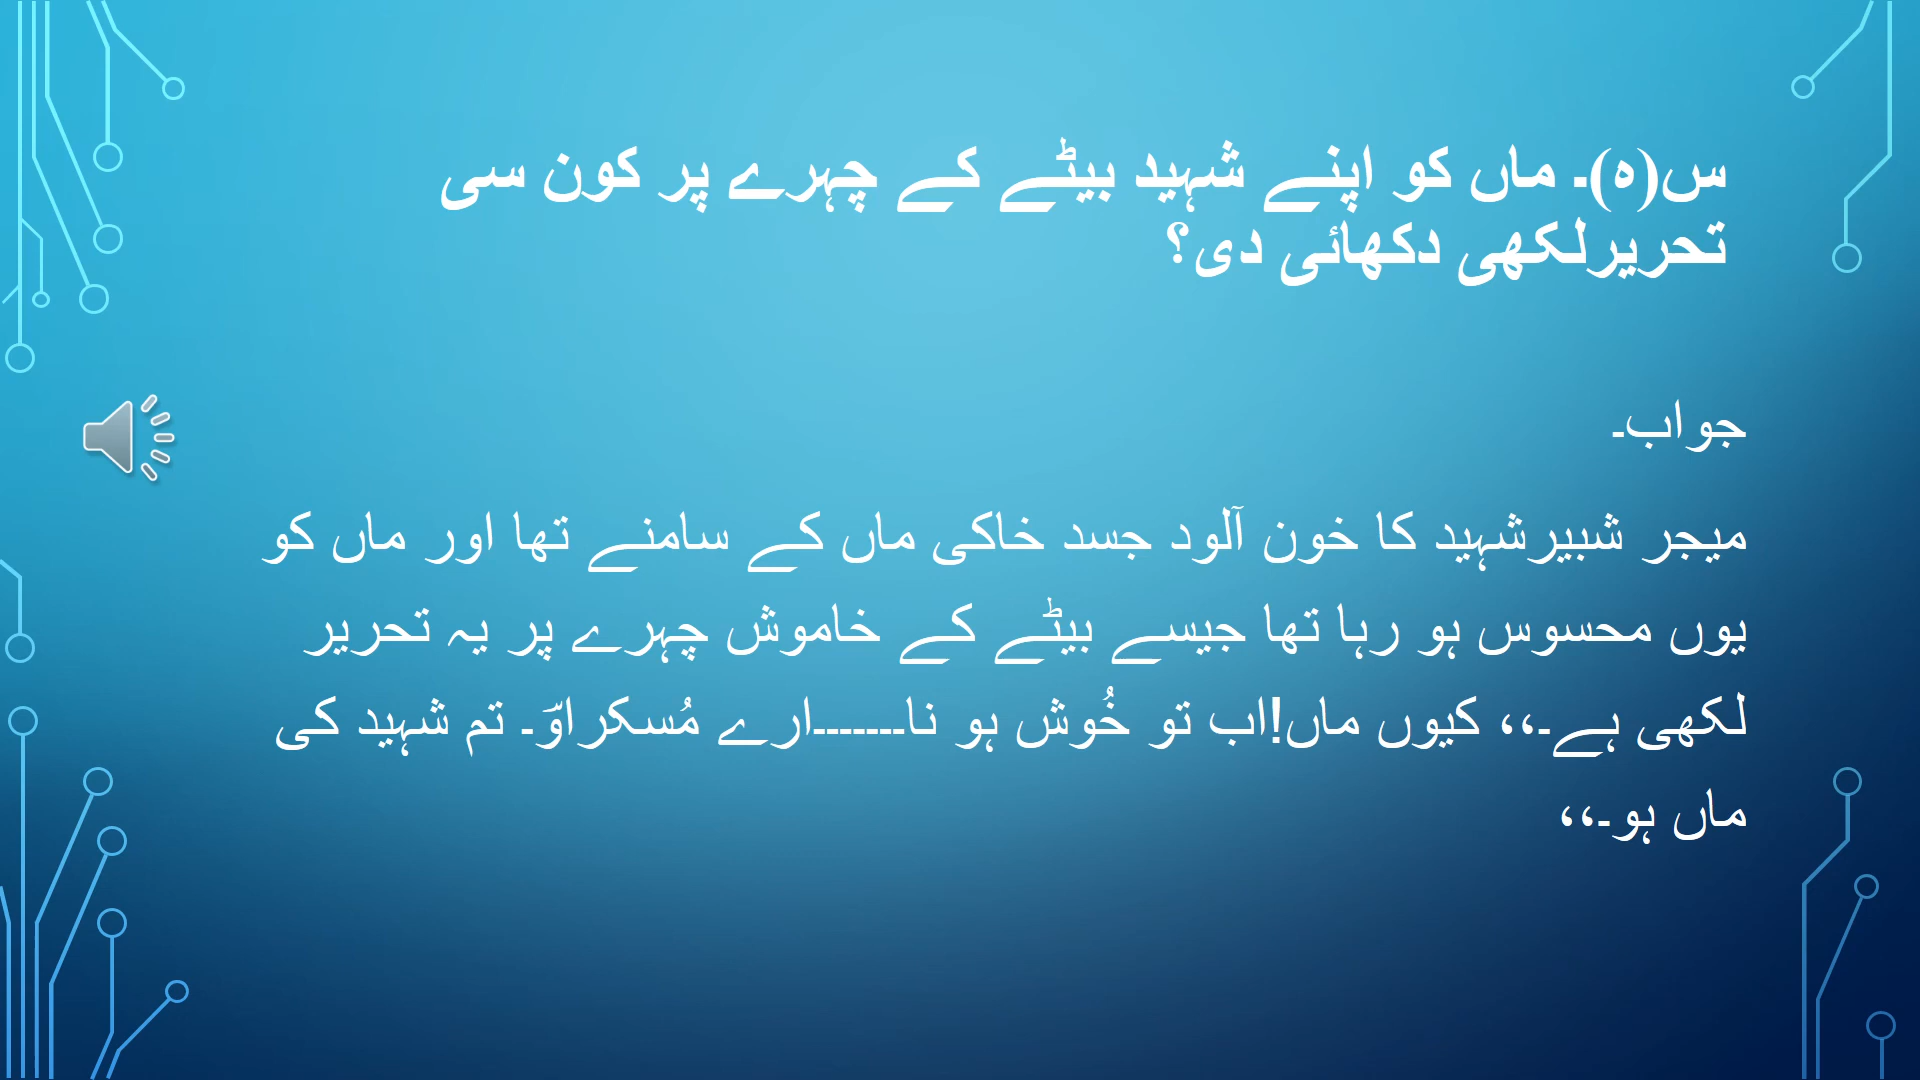 س(ہ)۔ ماں کو اپنے شہید بیٹے کے چہرے پر کون سی
تحریرلکھی دکھائی دی؟
جواب۔
میجر شبیرشہید کا خون آلود جسد خاکی ماں کے سامنے تھا اور ماں کو
یوں محسوس ہو رہا تھا جیسے بیٹے کے خاموش چہرے پر یہ تحریر
لکھی ہے۔،، کیوں ماں!اب تو خُوش ہو نا۔۔۔۔۔۔۔ارے مُسکراوَٓ۔ تم شہید کی
ماں ہو۔،،